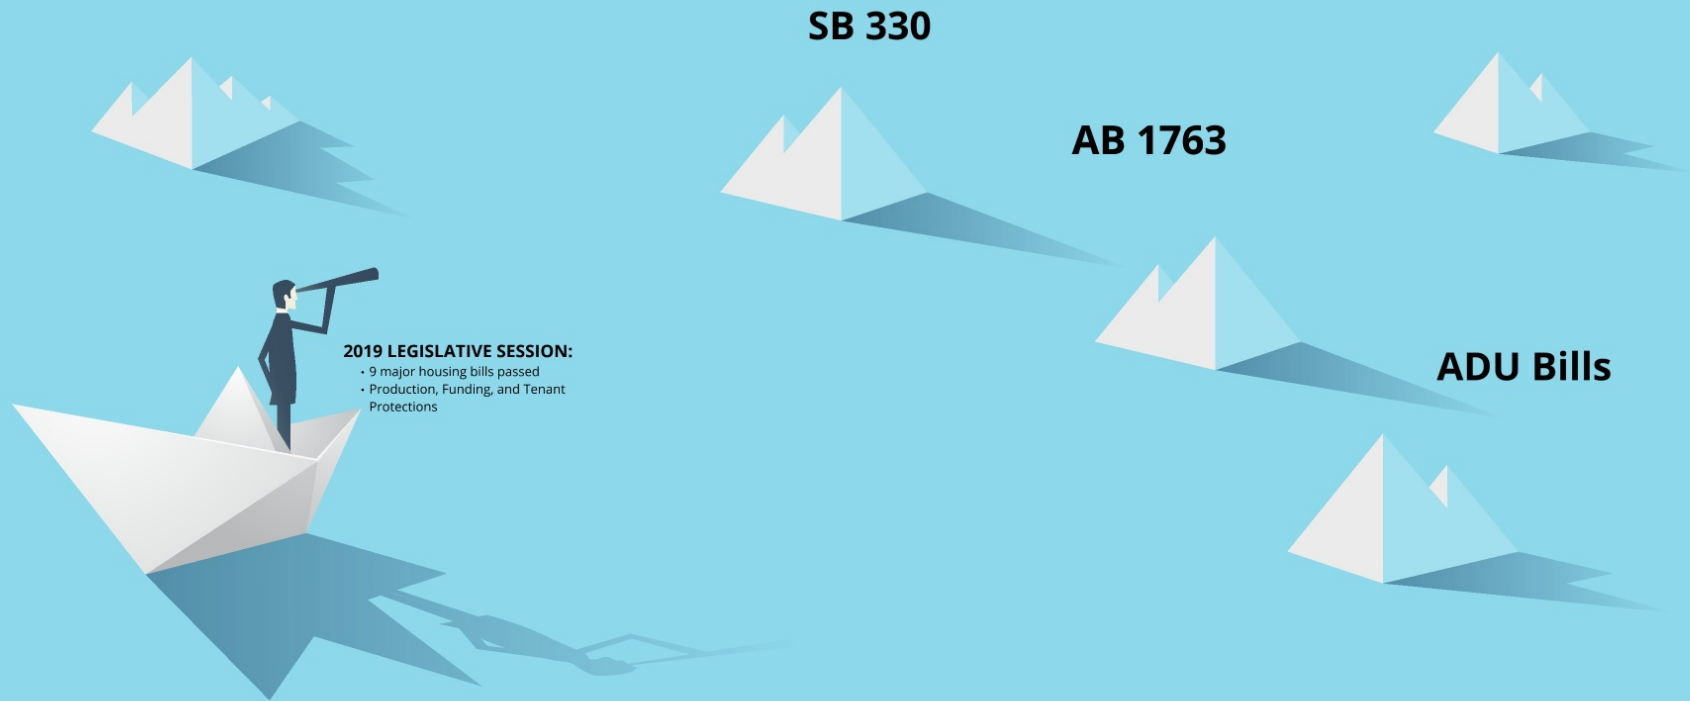 SB 330
AB 1763
2019 LEGISLATIVE SESSION:
• 9 major housing bills passed
• Production, Funding, and Tenant
Protections
ADU Bills